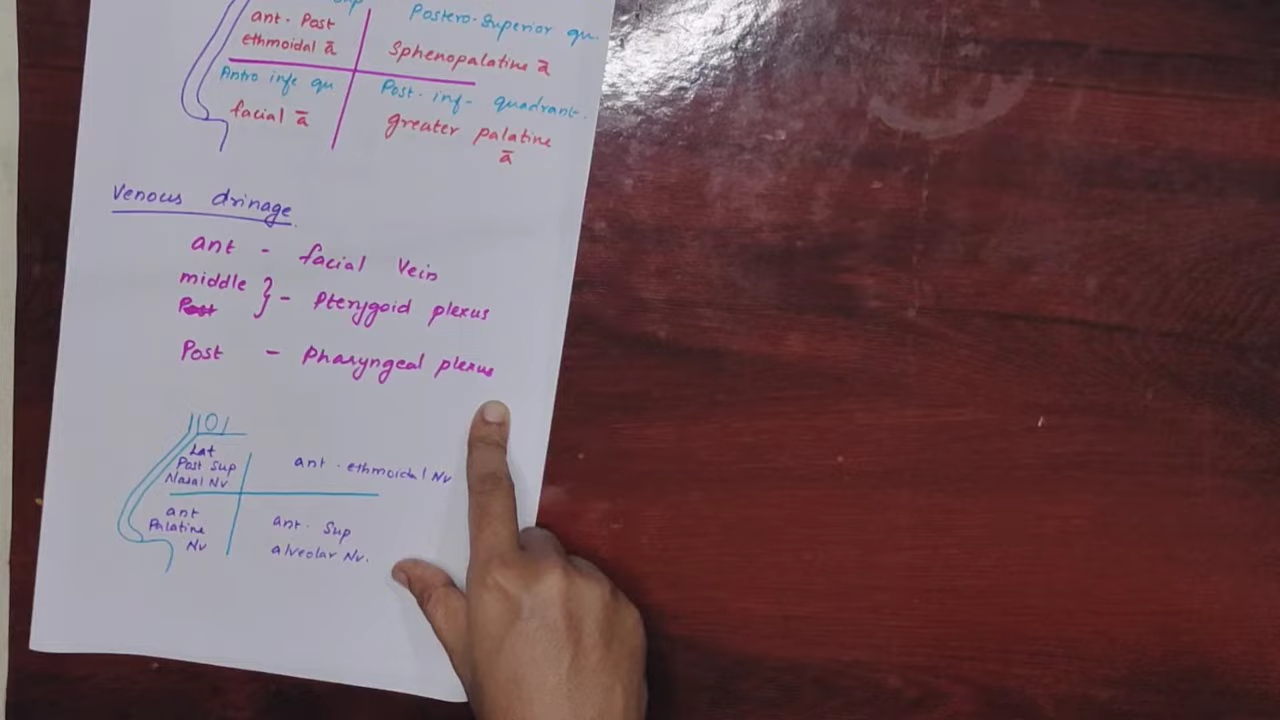 ant. Post
ethmoidal ā
Postero-Superior qu.
Sphenopalatine ā
Antro infe qu
facial ā
Post. inf- quadrant.
greater palatine
ā
Venous drinage
ant - facial Vein
middle } - Pterygoid plexus
Post - Pharyngeal plexus
Lat
Post Sup
Nasal Nv
ant. ethmoidal Nv
ant
Palatine
Nv
ant. Sup
alveolar Nv.